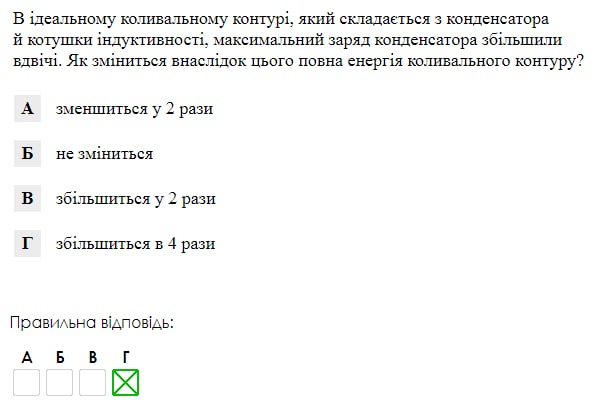 В ідеальному коливальному контурі, який складається з конденсатора
й котушки індуктивності, максимальний заряд конденсатора збільшили
вдвічі. Як зміниться внаслідок цього повна енергія коливального контуру?
А зменшиться у 2 рази
Б не зміниться
В збільшиться у 2 рази
Г збільшиться в 4 рази
Правильна відповідь:
А Б В Г